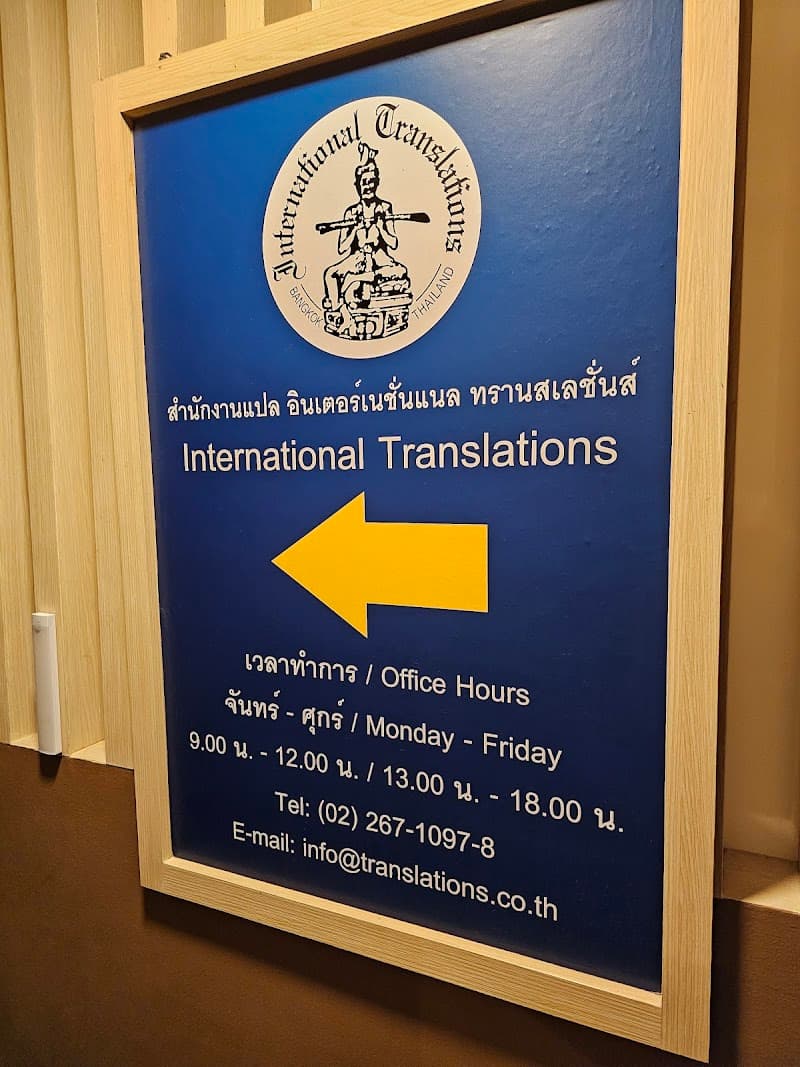 International Translations
BANGKOK THAILAND
สำนักงานแปล อินเตอร์เนชั่นแนล ทรานสเลชั่นส์
International Translations
เวลาทำการ / Office Hours
จันทร์ - ศุกร์ / Monday - Friday
9.00 น. - 12.00 น. / 13.00 น. - 18.00 น.
Tel: (02) 267-1097-8
E-mail: info@translations.co.th